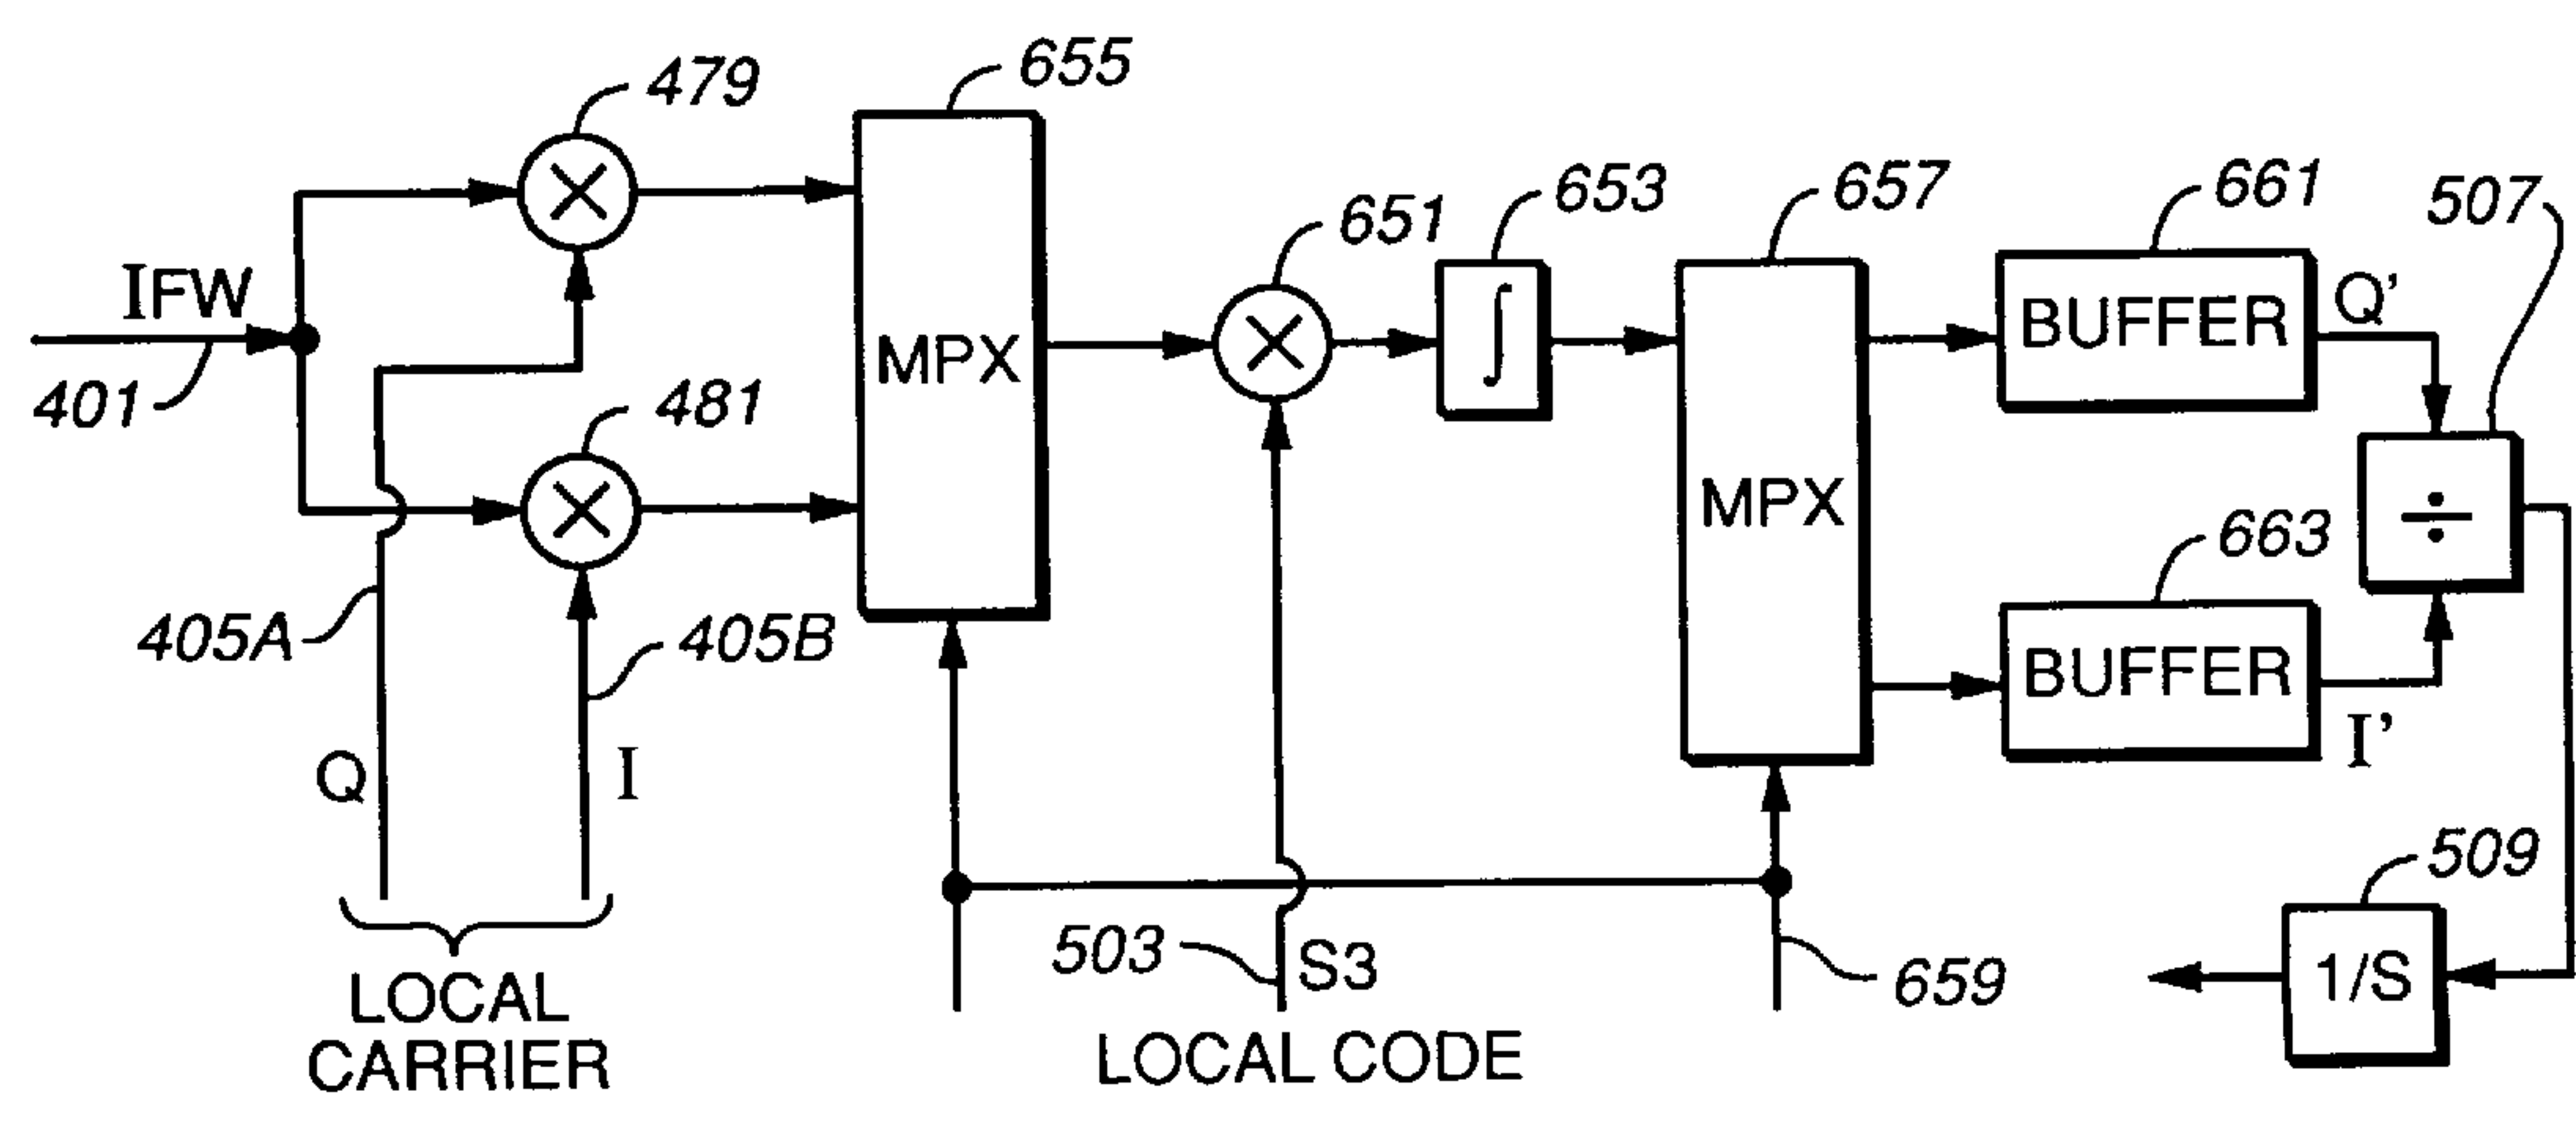 479
655
IFW
401
481
405A
405B
Q
I
LOCAL
CARRIER
MPX
651
653
∫
503
S3
LOCAL CODE
657
MPX
659
661
BUFFER
Q'
507
÷
663
BUFFER
I'
509
1/S